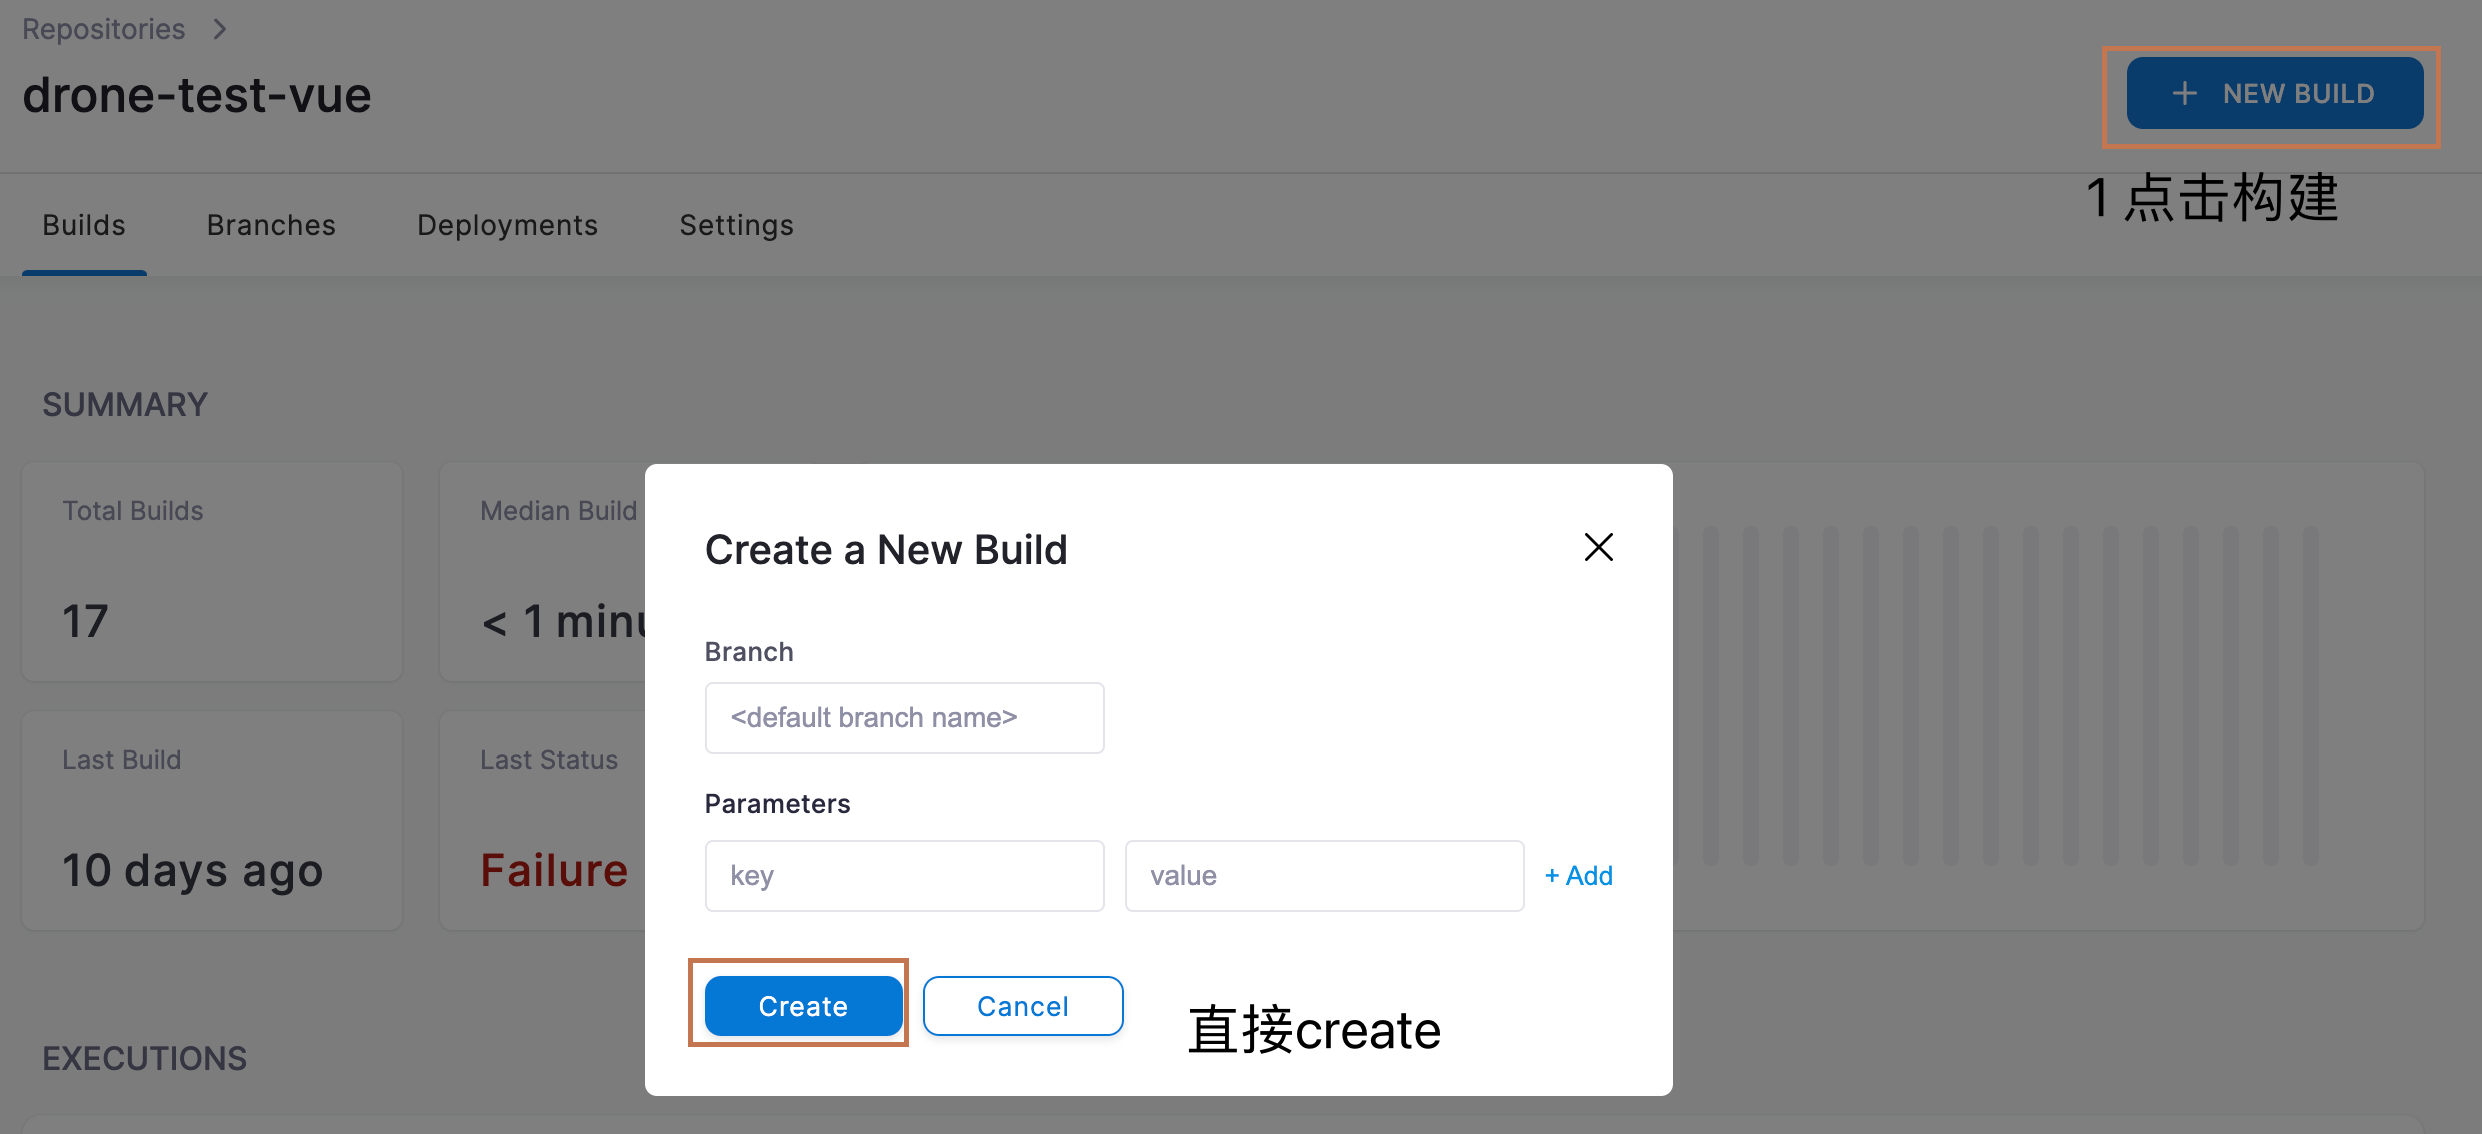 Repositories
drone-test-vue
+ NEW BUILD
1 点击构建
Builds Branches Deployments Settings
SUMMARY
Total Builds
17
Median Build
< 1
Last Build
10 days ago
Last Status
Failure
Create a New Build
Branch
<default branch name>
Parameters
key value + Add
Create Cancel
直接create
EXECUTIONS